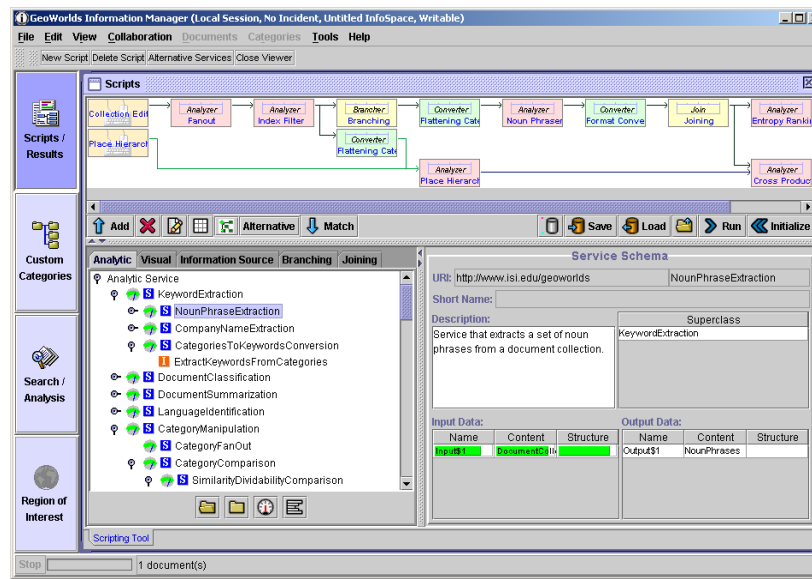 GeoWorlds Information Manager (Local Session, No Incident, Untitled InfoSpace, Writable)
File Edit View Collaboration Documents Categories Tools Help
New Script Delete Script Alternative Services Close Viewer
Scripts
Collection Edit
Analyzer
Fanout
Analyzer
Index Filter
Brancher
Branching
Converter
Flattening Cate
Analyzer
Noun Phraser
Converter
Format Conve
Join
Joining
Analyzer
Entropy Rankin
Place Hierarch
Converter
Flattening Cate
Analyzer
Place Hierarch
Analyzer
Cross Product
Scripts /
Results
Custom
Categories
Search /
Analysis
Region of
Interest
Add Alternative Match Save Load Run Initialize
Analytic Visual Information Source Branching Joining
Analytic Service
S KeywordExtraction
S NounPhraseExtraction
S CompanyNameExtraction
S CategoriesToKeywordsConversion
I ExtractKeywordsFromCategories
S DocumentClassification
S DocumentSummarization
S LanguageIdentification
S CategoryManipulation
S CategoryFanOut
S CategoryComparison
S SimilarityDividabilityComparison
Service Schema
URI: http://www.isi.edu/geoworlds NounPhraseExtraction
Short Name:
Description:
Service that extracts a set of noun
phrases from a document collection.
Superclass
KeywordExtraction
Input Data:
Name Content Structure
Input$1 DocumentColl
Output Data:
Name Content Structure
Output$1 NounPhrases
Scripting Tool
Stop 1 document(s)